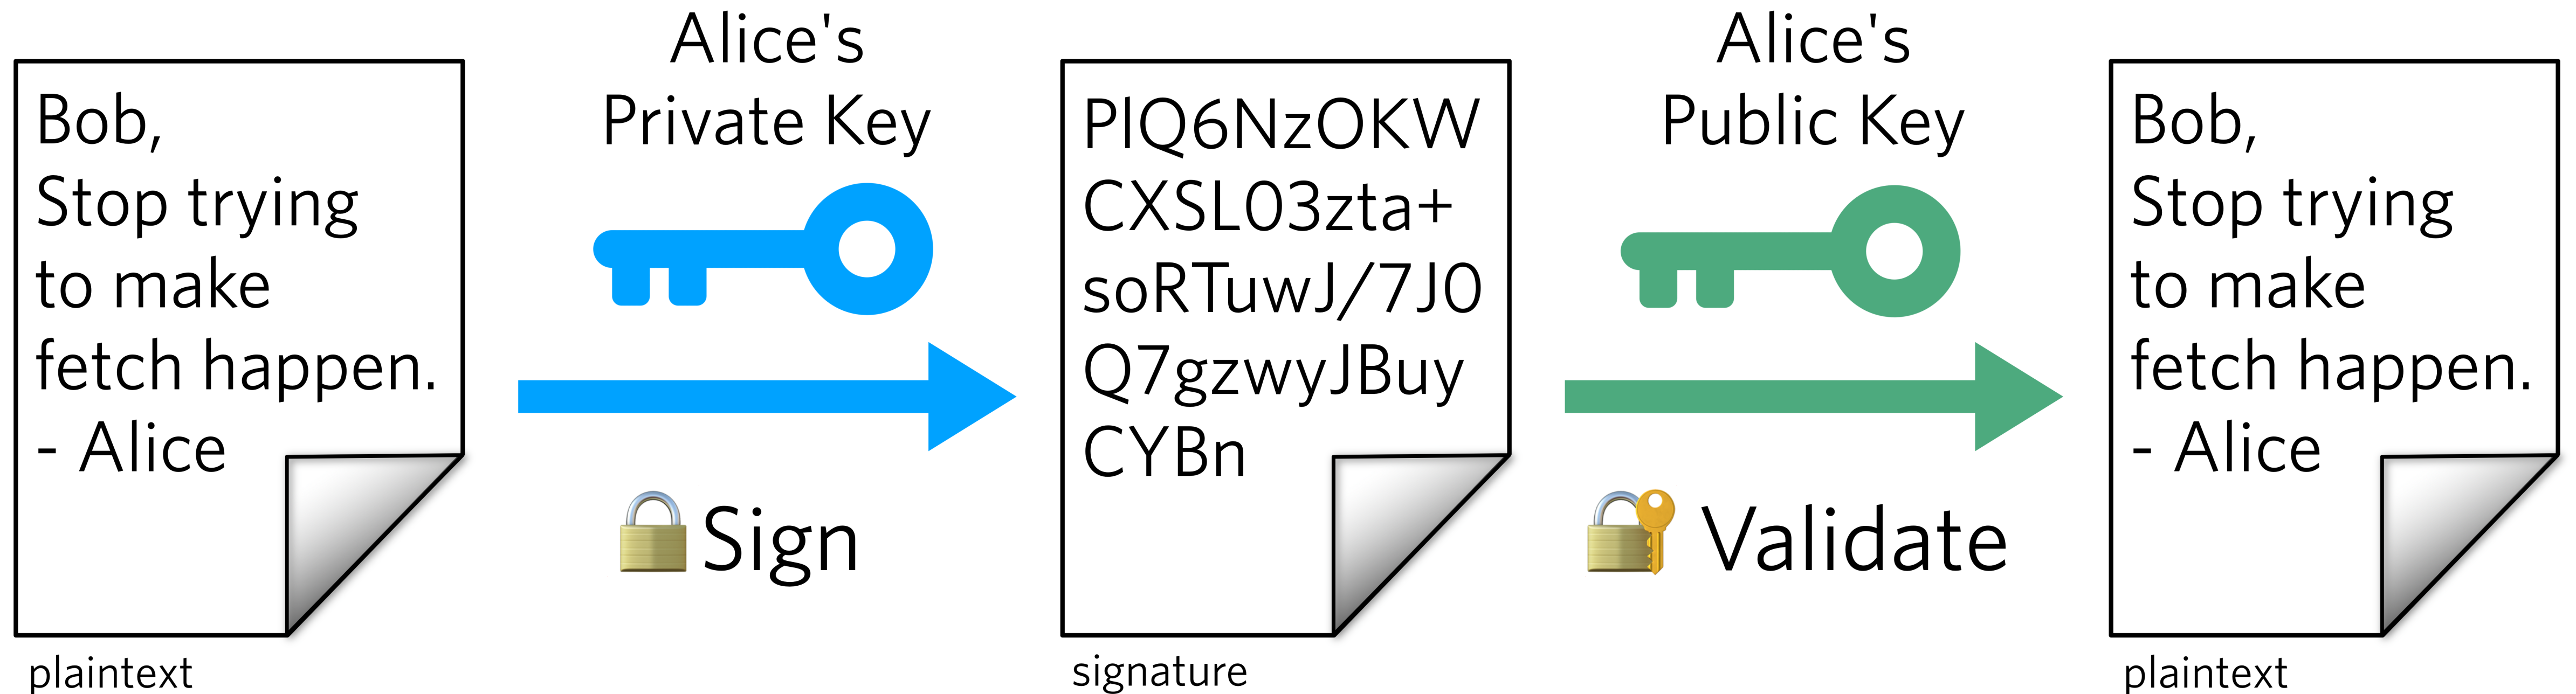 Bob,
Stop trying
to make
fetch happen.
- Alice
plaintext
Alice's
Private Key
Sign
PlQ6NzOKW
CXSL03zta+
soRTuwJ/7J0
Q7gzwyJBuy
CYBn
signature
Alice's
Public Key
Validate
Bob,
Stop trying
to make
fetch happen.
- Alice
plaintext